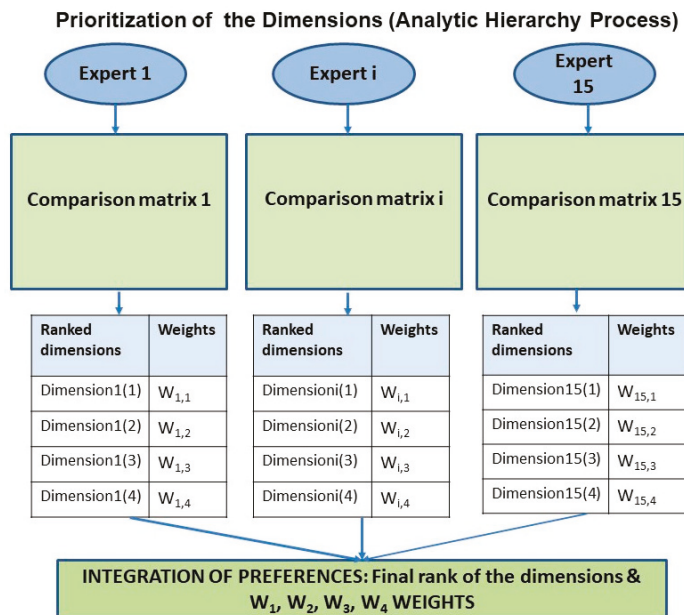 Prioritization of the Dimensions (Analytic Hierarchy Process)
Expert 1
Expert i
Expert
15
Comparison matrix 1
Comparison matrix i
Comparison matrix 15
Ranked
dimensions
Weights
Dimension1(1) W1,1
Dimension1(2) W1,2
Dimension1(3) W1,3
Dimension1(4) W1,4
Ranked
dimensions
Weights
Dimensioni(1) Wi,1
Dimensioni(2) Wi,2
Dimensioni(3) Wi,3
Dimensioni(4) Wi,4
Ranked
dimensions
Weights
Dimension15(1) W15,1
Dimension15(2) W15,2
Dimension15(3) W15,3
Dimension15(4) W15,4
INTEGRATION OF PREFERENCES: Final rank of the dimensions &
W1, W2, W3, W4 WEIGHTS